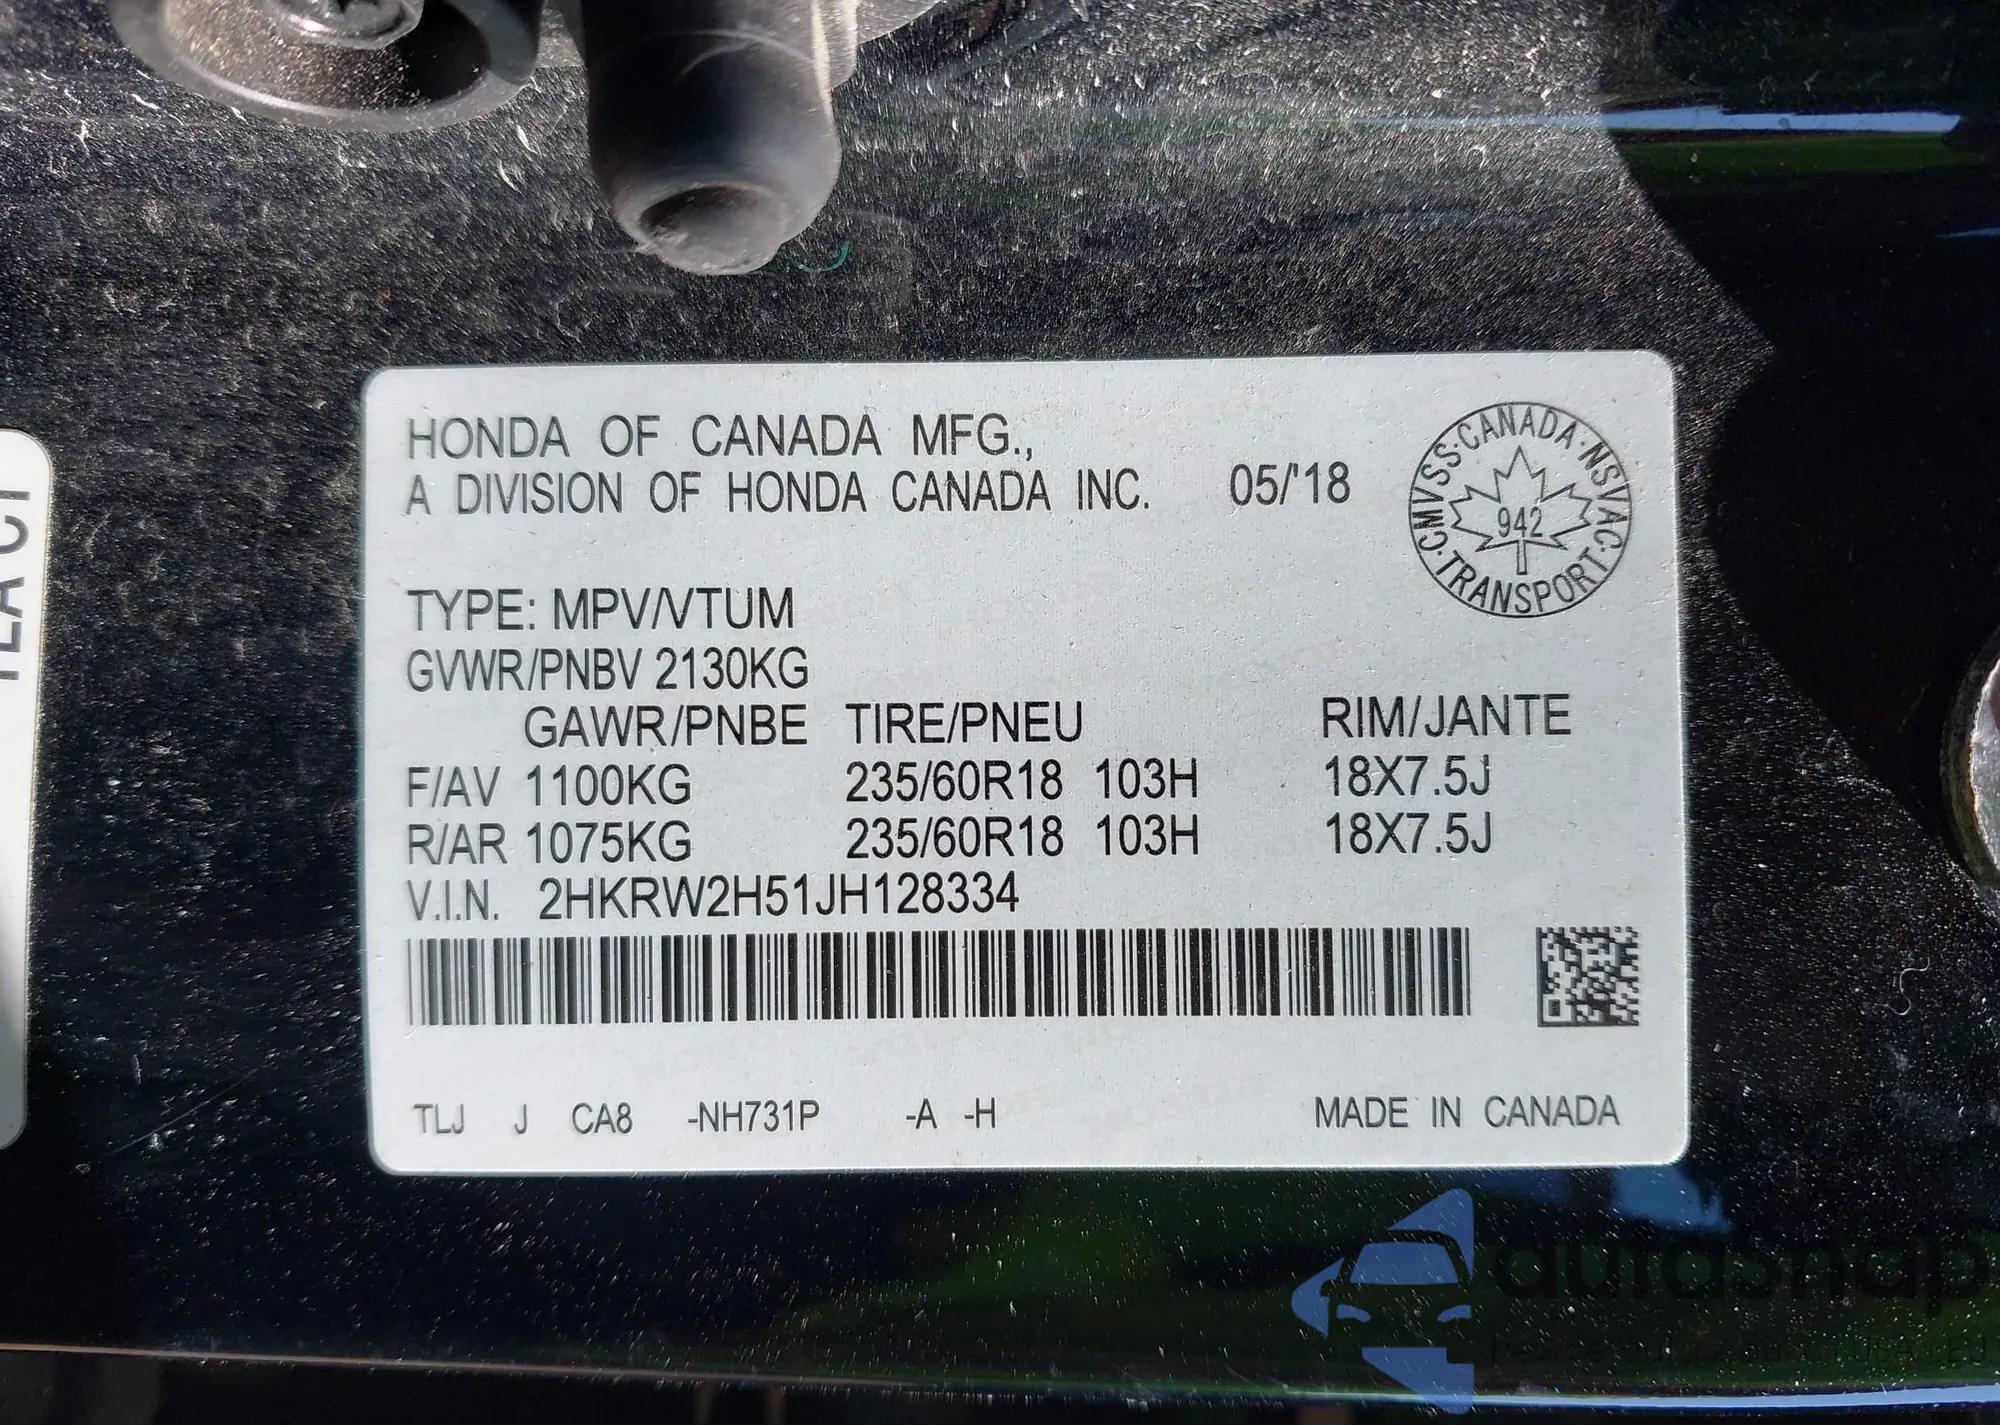 HONDA OF CANADA MFG.,
A DIVISION OF HONDA CANADA INC. 05/'18
CMVSS·CANADA·NSVAC·TRANSPORT·
942
TYPE: MPV/VTUM
GVWR/PNBV 2130KG
GAWR/PNBE TIRE/PNEU RIM/JANTE
F/AV 1100KG 235/60R18 103H 18X7.5J
R/AR 1075KG 235/60R18 103H 18X7.5J
V.I.N. 2HKRW2H51JH128334
TLJ J CA8 -NH731P -A -H MADE IN CANADA
autosnap